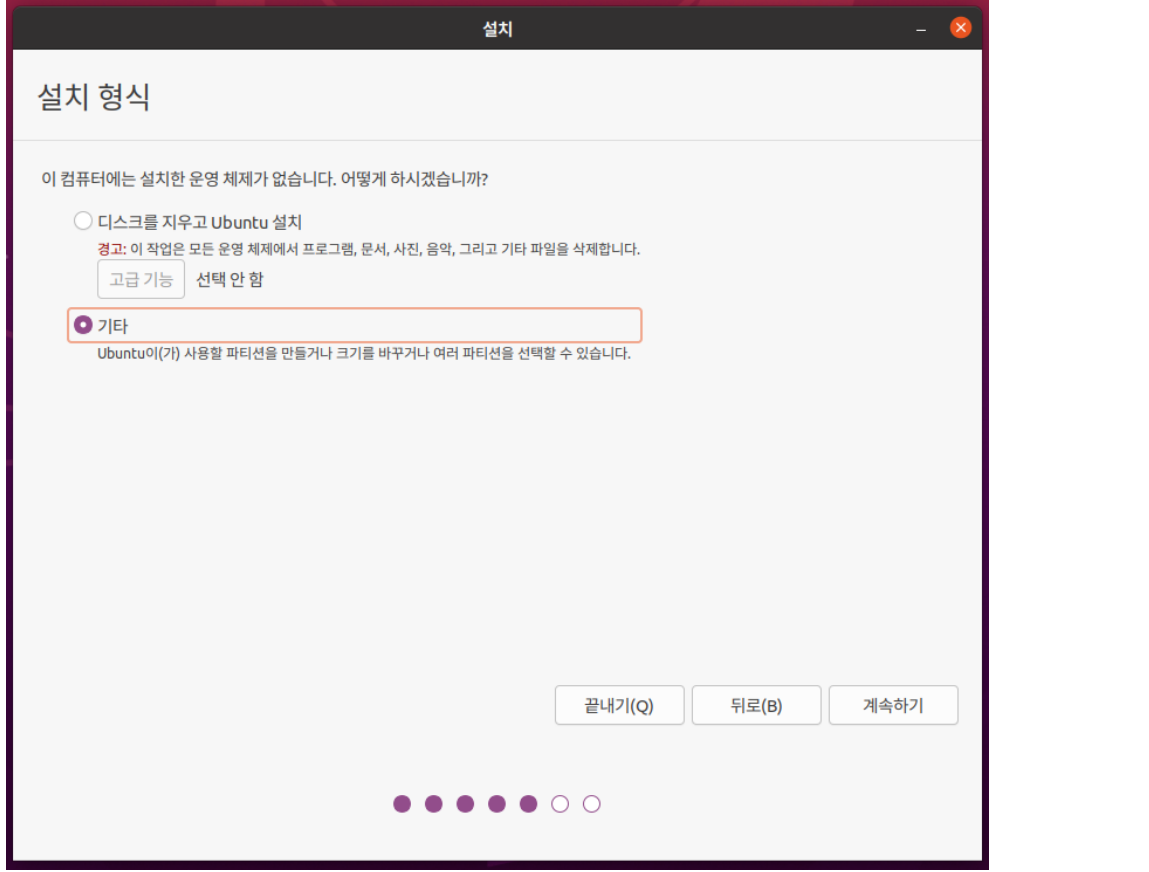 설치
설치 형식
이 컴퓨터에는 설치한 운영 체제가 없습니다. 어떻게 하시겠습니까?
디스크를 지우고 Ubuntu 설치
경고: 이 작업은 모든 운영 체제에서 프로그램, 문서, 사진, 음악, 그리고 기타 파일을 삭제합니다.
고급 기능 선택 안 함
기타
Ubuntu이(가) 사용할 파티션을 만들거나 크기를 바꾸거나 여러 파티션을 선택할 수 있습니다.
끝내기(Q) 뒤로(B) 계속하기